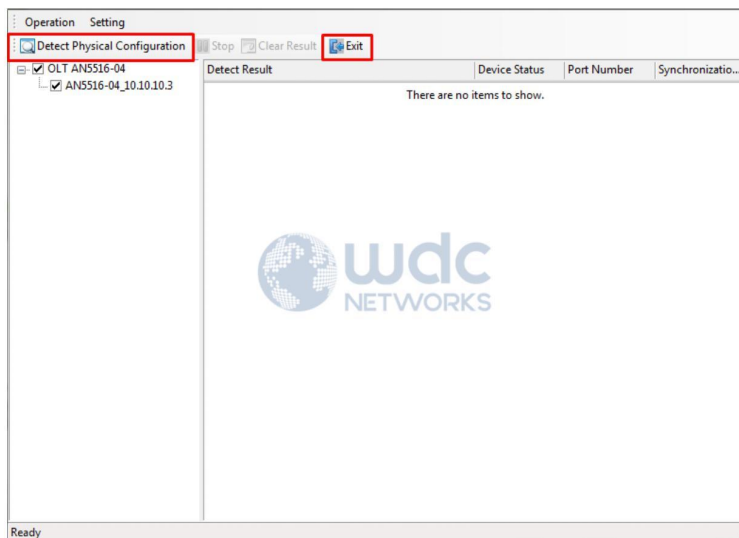 Operation Setting
Detect Physical Configuration Stop Clear Result Exit
OLT AN5516-04
AN5516-04_10.10.10.3
Detect Result Device Status Port Number Synchronizatio...
There are no items to show.
wdc
NETWORKS
Ready